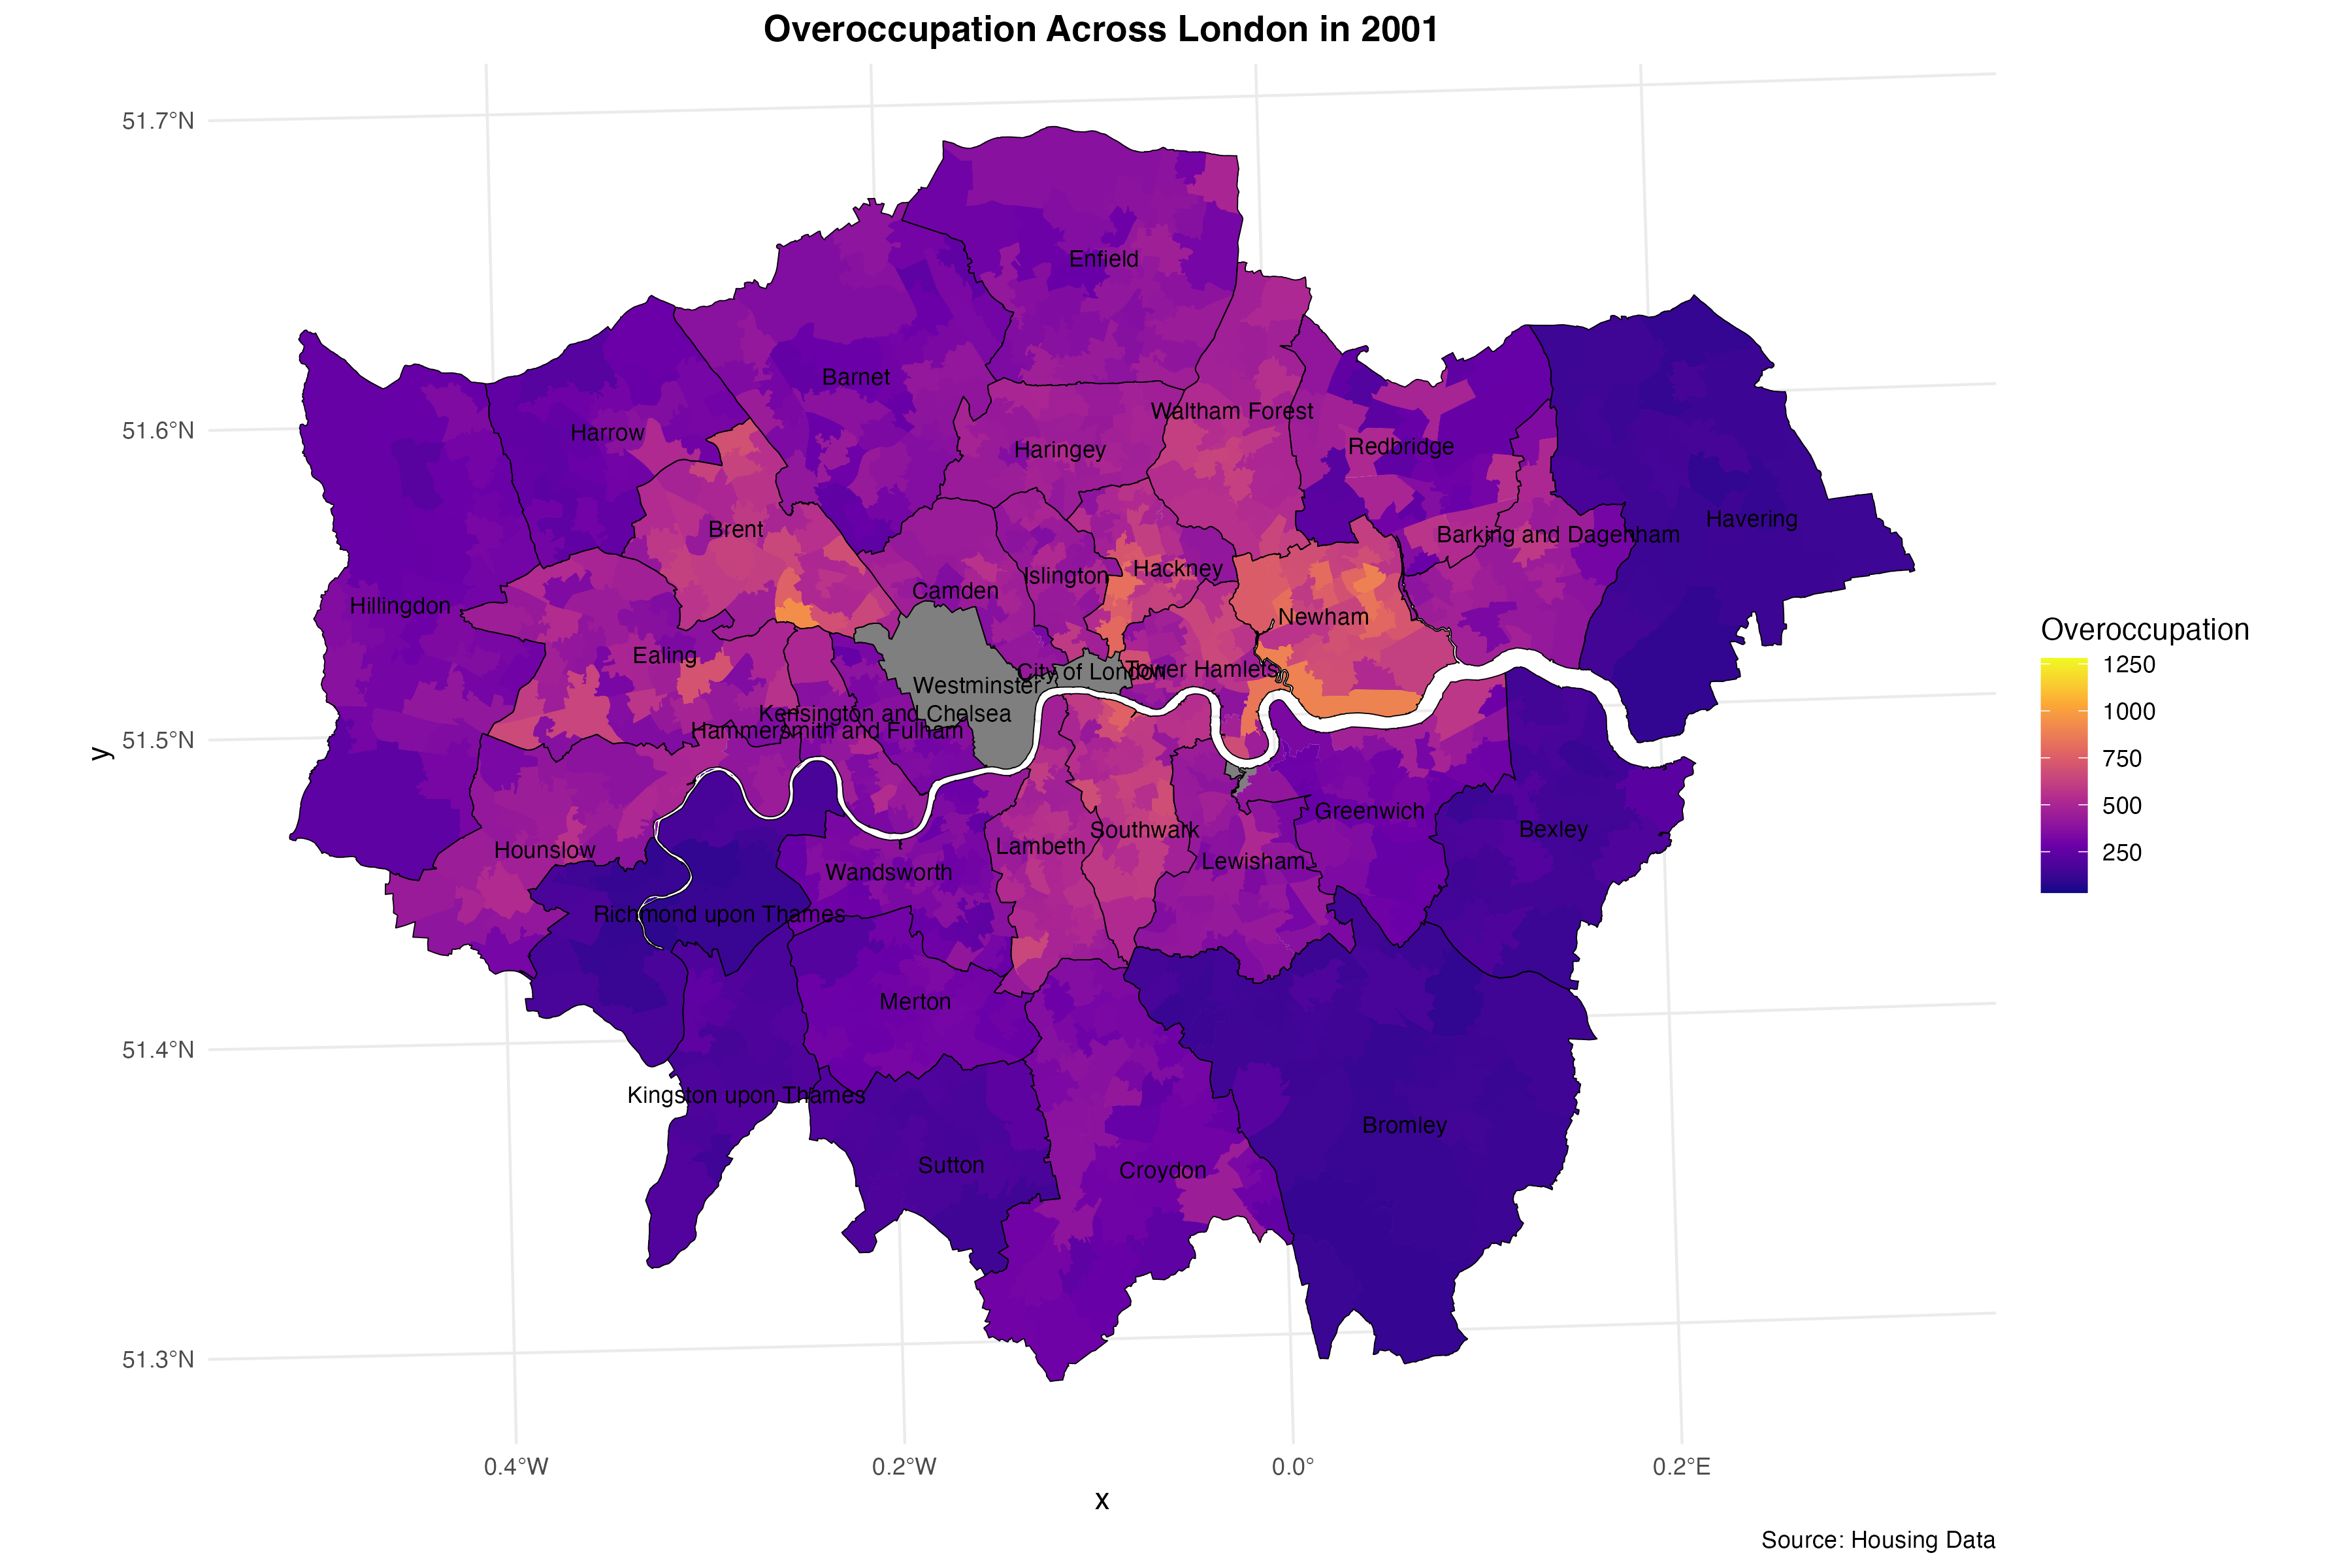 Overoccupation Across London in 2001
51.7°N
51.6°N
51.5°N
51.4°N
51.3°N
y
Enfield
Barnet
Harrow
Waltham Forest
Haringey
Redbridge
Brent
Havering
Barking and Dagenham
Hackney
Islington
Camden
Hillingdon
Newham
Ealing
City of London
Tower Hamlets
Westminster
Kensington and Chelsea
Hammersmith and Fulham
Greenwich
Bexley
Southwark
Lambeth
Hounslow
Lewisham
Wandsworth
Richmond upon Thames
Merton
Kingston upon Thames
Bromley
Sutton
Croydon
0.4°W
0.2°W
0.0°
0.2°E
x
Overoccupation
1250
1000
750
500
250
Source: Housing Data